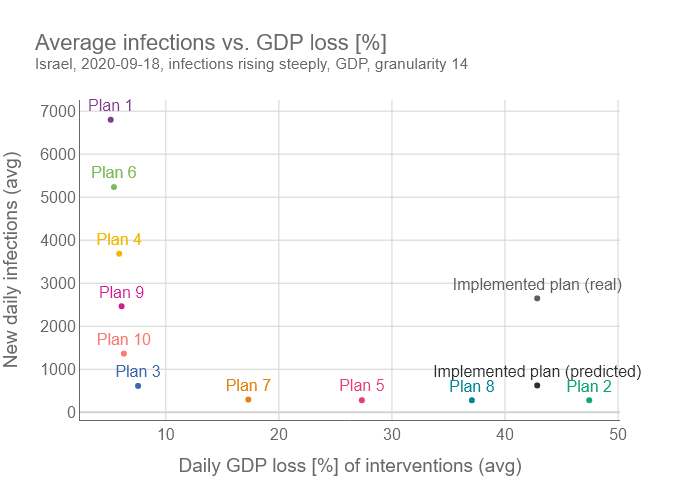 Average infections vs. GDP loss [%]
Israel, 2020-09-18, infections rising steeply, GDP, granularity 14
New daily infections (avg)
7000
6000
5000
4000
3000
2000
1000
0
Plan 1
Plan 6
Plan 4
Plan 9
Implemented plan (real)
Plan 10
Plan 3
Implemented plan (predicted)
Plan 7
Plan 5
Plan 8
Plan 2
10
20
30
40
50
Daily GDP loss [%] of interventions (avg)